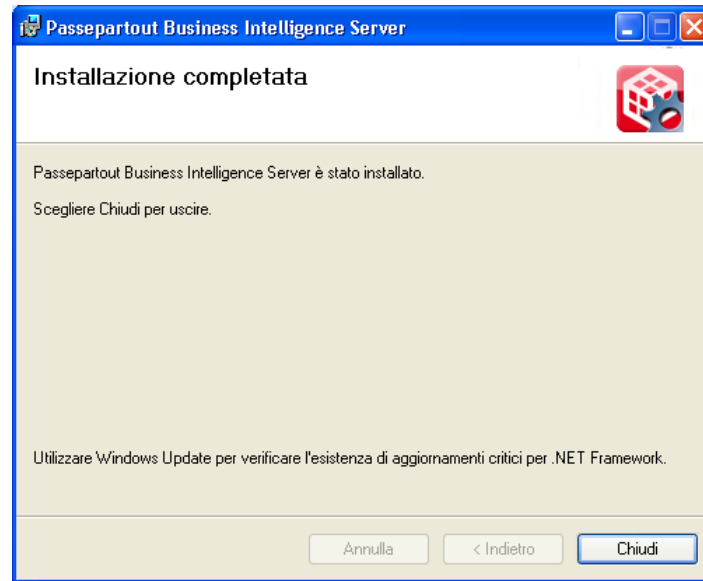 Passepartout Business Intelligence Server
Installazione completata
Passepartout Business Intelligence Server è stato installato.
Scegliere Chiudi per uscire.
Utilizzare Windows Update per verificare l'esistenza di aggiornamenti critici per .NET Framework.
Annulla
< Indietro
Chiudi